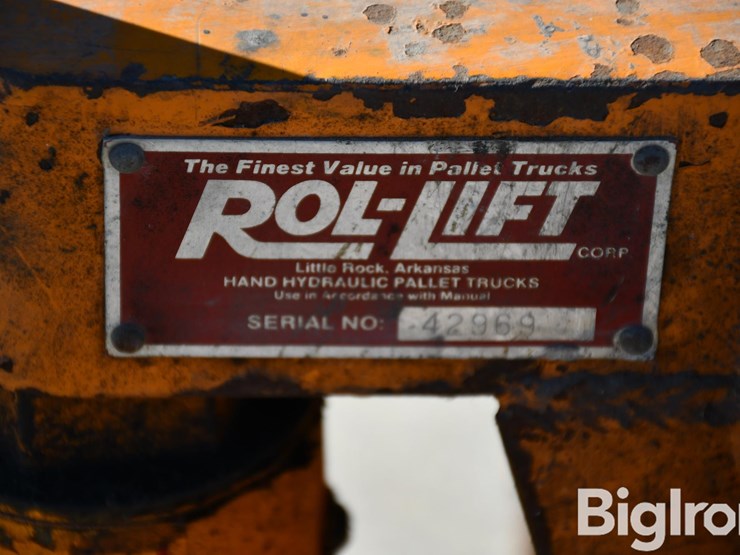 The Finest Value in Pallet Trucks
ROL-LIFT
CORP
Little Rock, Arkansas
HAND HYDRAULIC PALLET TRUCKS
Use in Accordance with Manual
SERIAL NO: 42969
BigIron